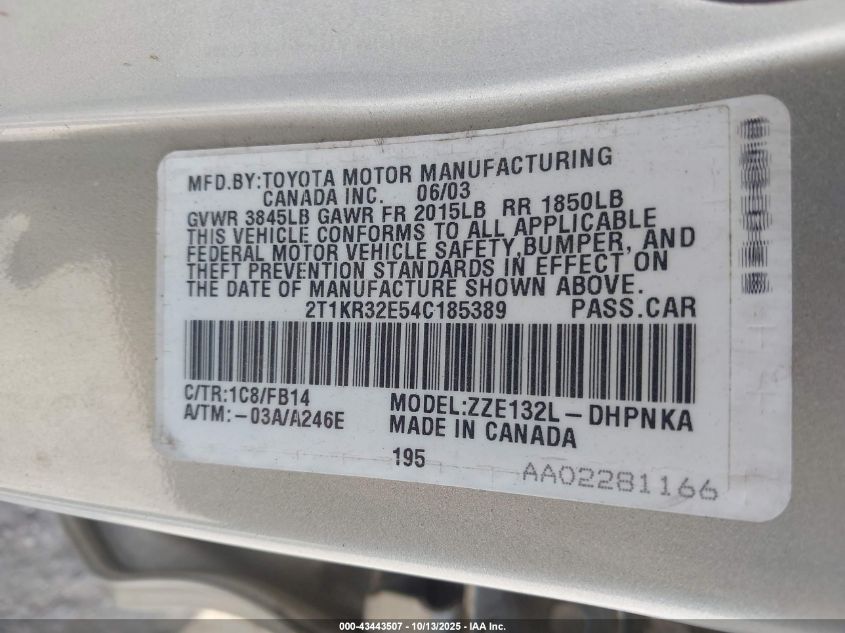 MFD.BY:TOYOTA MOTOR MANUFACTURING
CANADA INC. 06/03
GVWR 3845LB GAWR FR 2015LB RR 1850LB
THIS VEHICLE CONFORMS TO ALL APPLICABLE
FEDERAL MOTOR VEHICLE SAFETY,BUMPER, AND
THEFT PREVENTION STANDARDS IN EFFECT ON
THE DATE OF MANUFACTURE SHOWN ABOVE.
2T1KR32E54C185389 PASS.CAR
C/TR:1C8/FB14 MODEL:ZZE132L-DHPNKA
A/TM:-03A/A246E MADE IN CANADA
195 AA02281166
000-43443507 | 10/13/2025 | IAA Inc.